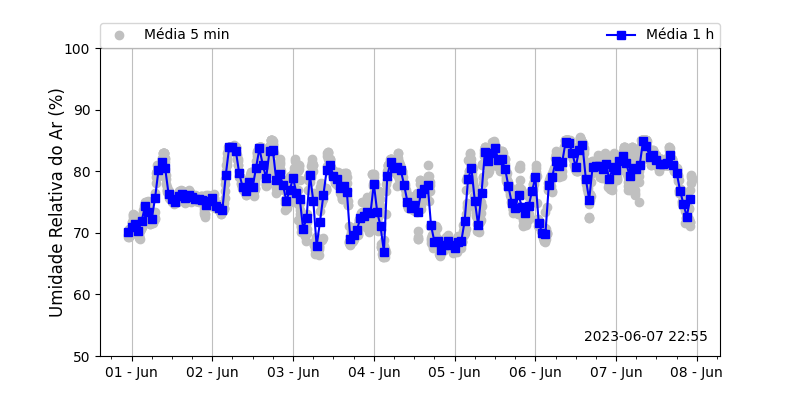 Média 5 min Média 1 h
Umidade Relativa do Ar (%)
100
90
80
70
60
50
2023-06-07 22:55
01 - Jun 02 - Jun 03 - Jun 04 - Jun 05 - Jun 06 - Jun 07 - Jun 08 - Jun